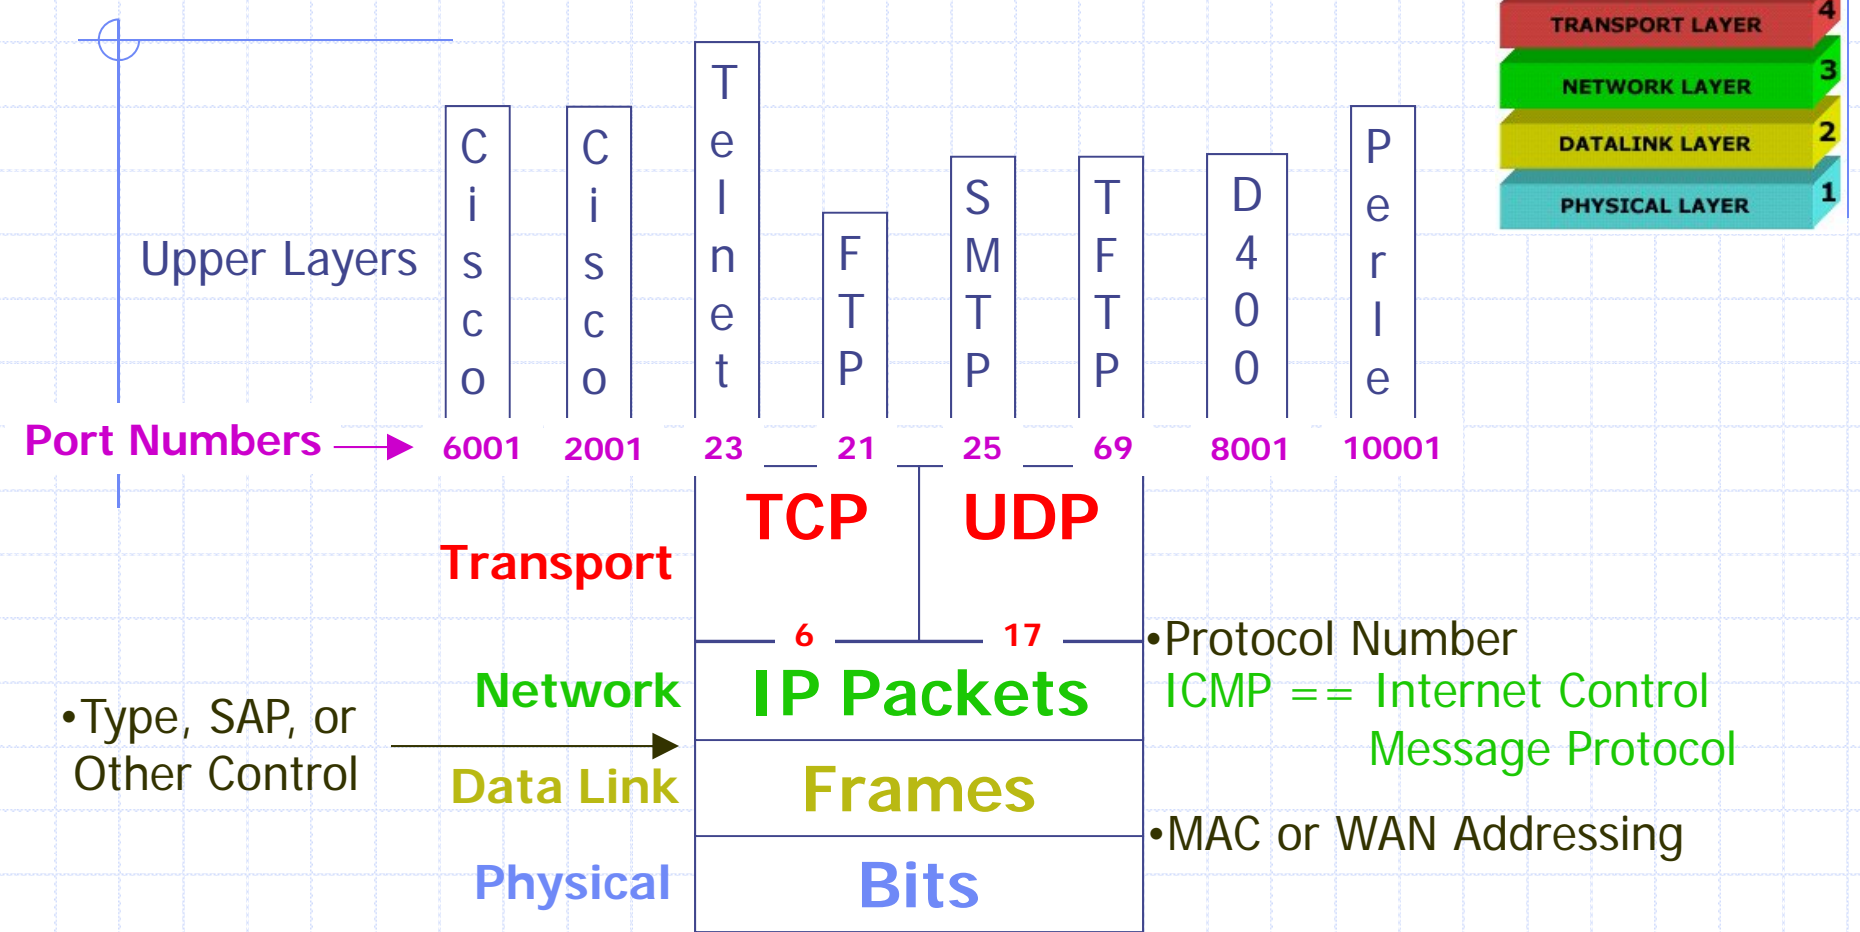 TRANSPORT LAYER 4
NETWORK LAYER 3
DATALINK LAYER 2
PHYSICAL LAYER 1
Upper Layers
Cisco
Cisco
Telnet
FTP
SMTP
TFTP
D400
Perle
Port Numbers
6001 2001 23 21 25 69 8001 10001
TCP UDP
Transport
6 17
•Protocol Number
Network
IP Packets
ICMP == Internet Control
Message Protocol
•Type, SAP, or
Other Control
Data Link
Frames
•MAC or WAN Addressing
Physical
Bits